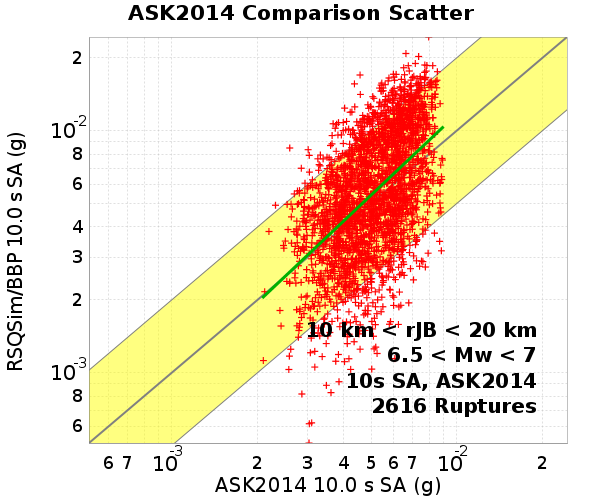 ASK2014 Comparison Scatter
RSQSim/BBP 10.0 s SA (g)
2
10-2
8
6
4
3
2
10-3
8
6
10 km < rJB < 20 km
6.5 < Mw < 7
10s SA, ASK2014
2616 Ruptures
6 7 10-3 2 3 4 5 6 7 10-2 2
ASK2014 10.0 s SA (g)